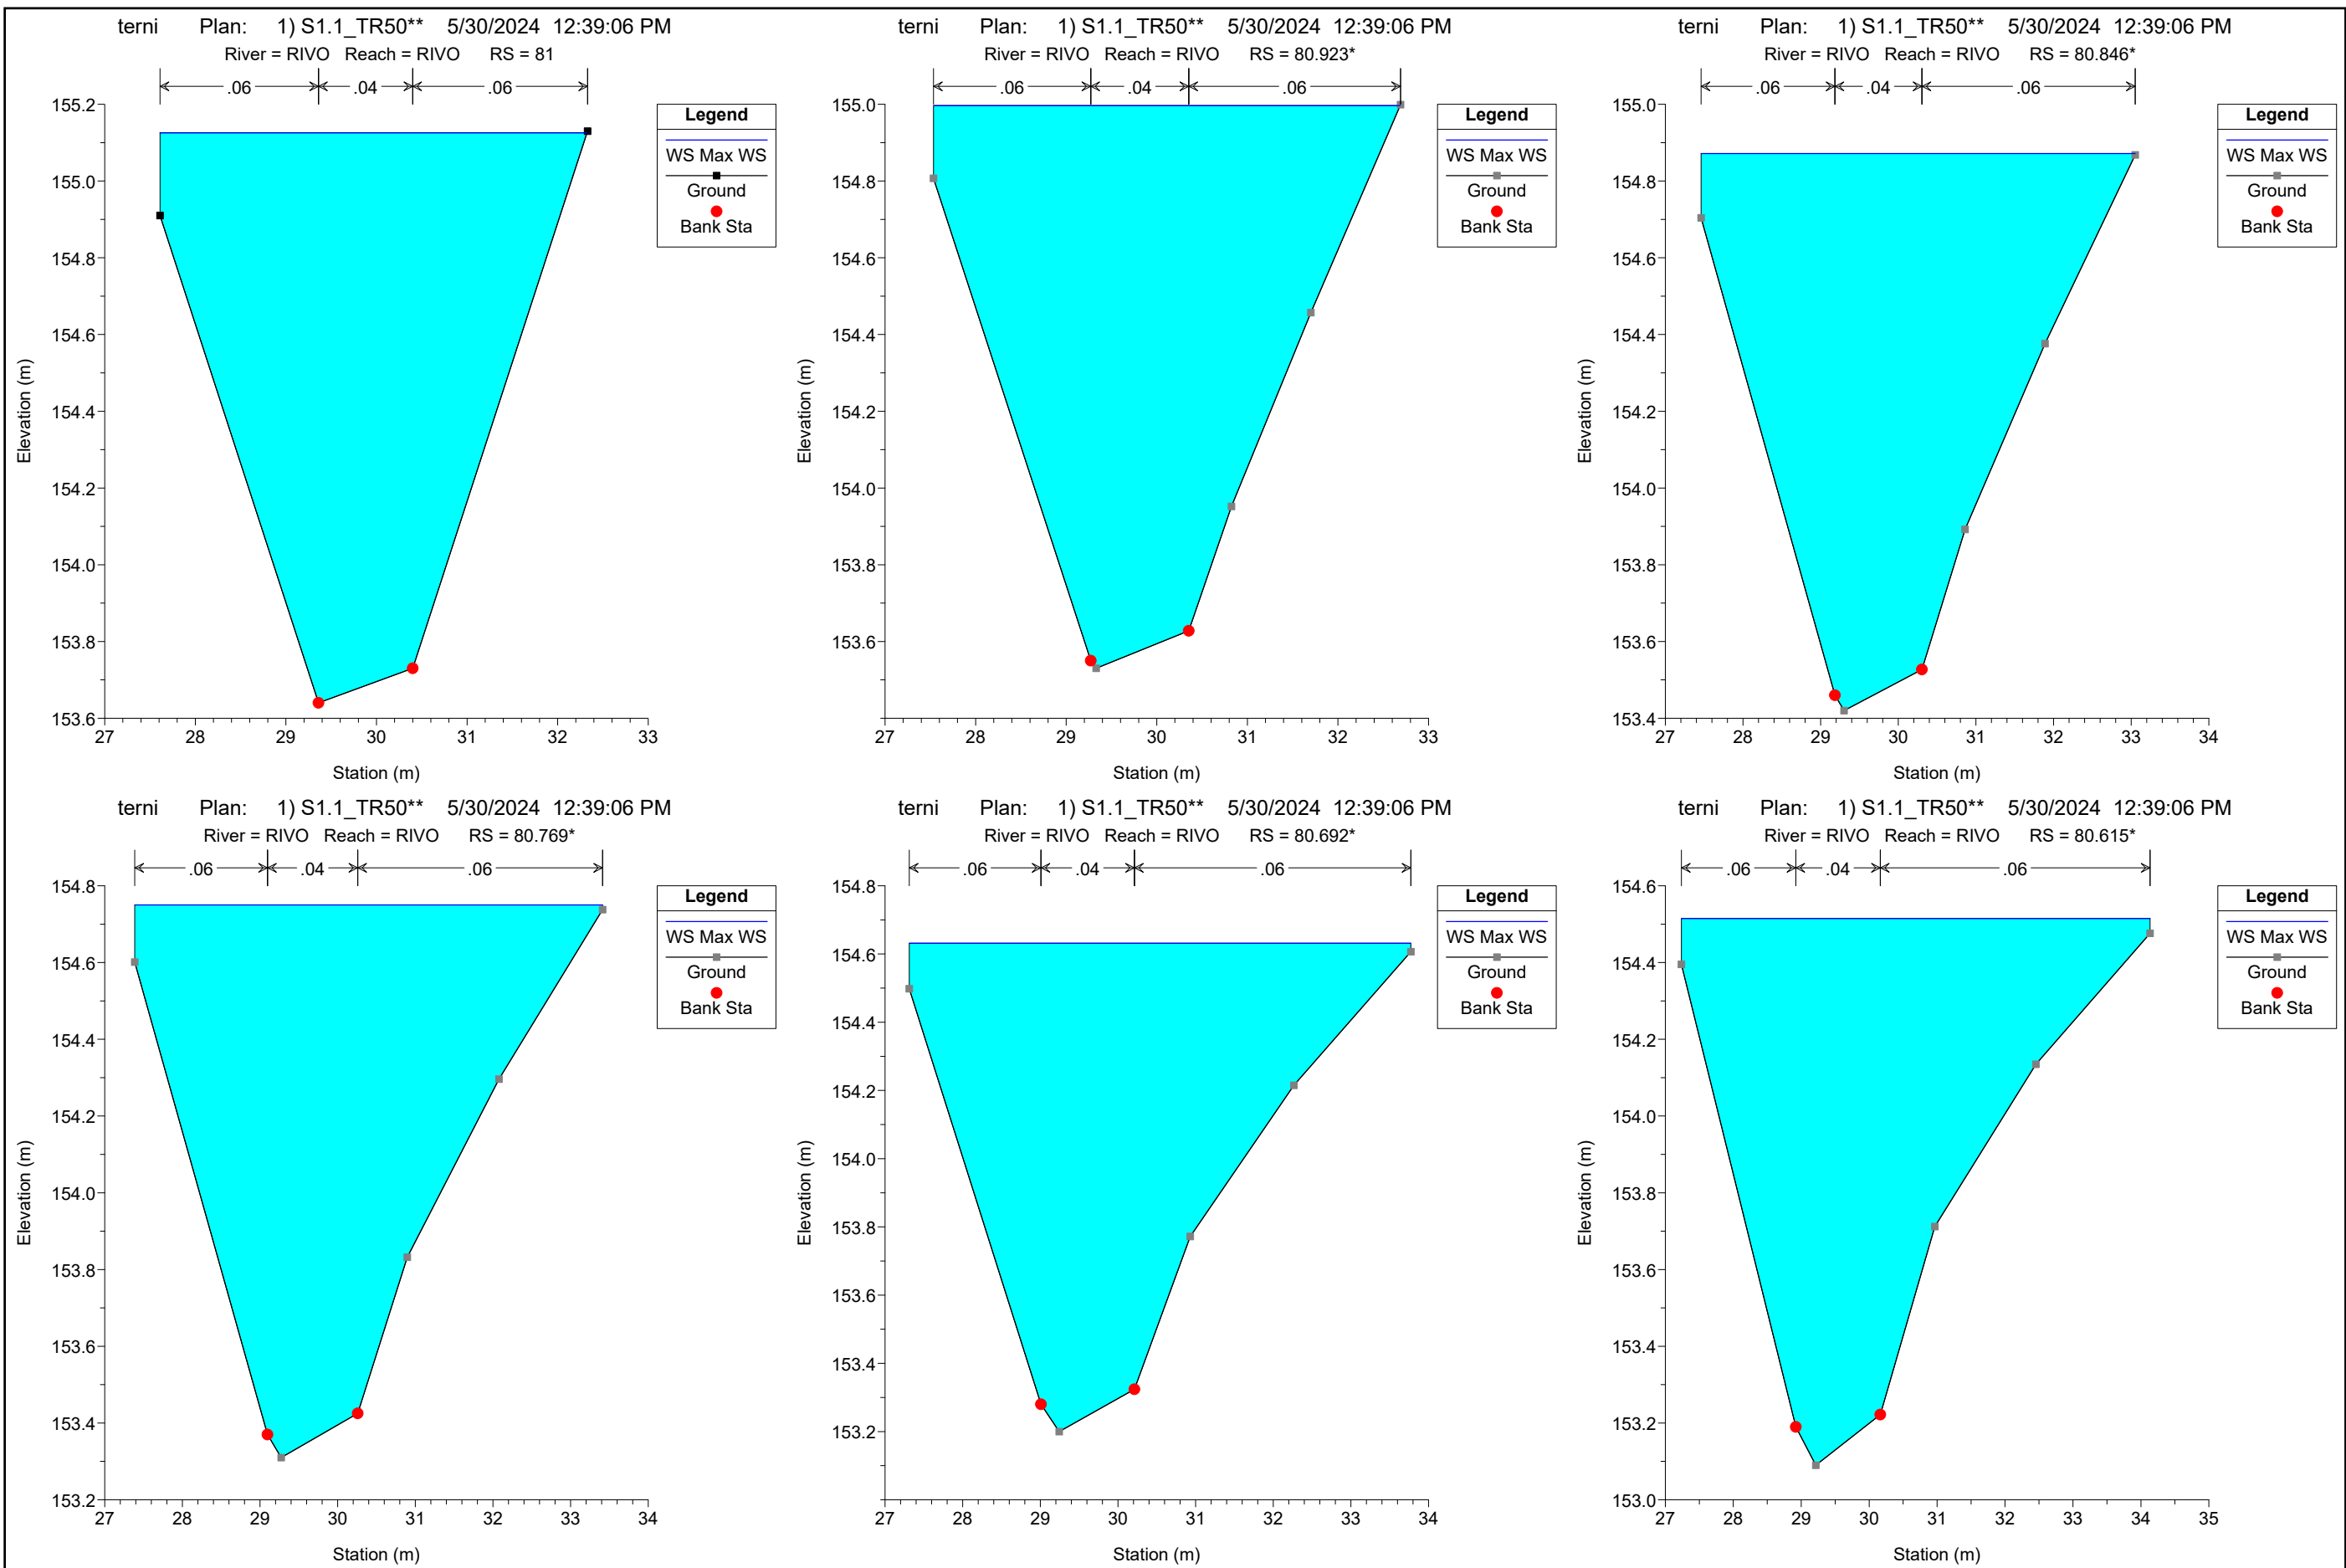 terni Plan: 1) S1.1_TR50** 5/30/2024 12:39:06 PM
River = RIVO Reach = RIVO RS = 81
.06 .04 .06
Legend
WS Max WS
Ground
Bank Sta
155.2
155.0
154.8
154.6
154.4
154.2
154.0
153.8
153.6
Elevation (m)
27 28 29 30 31 32 33
Station (m)
terni Plan: 1) S1.1_TR50** 5/30/2024 12:39:06 PM
River = RIVO Reach = RIVO RS = 80.923*
.06 .04 .06
Legend
WS Max WS
Ground
Bank Sta
155.0
154.8
154.6
154.4
154.2
154.0
153.8
153.6
Elevation (m)
27 28 29 30 31 32 33
Station (m)
terni Plan: 1) S1.1_TR50** 5/30/2024 12:39:06 PM
River = RIVO Reach = RIVO RS = 80.846*
.06 .04 .06
Legend
WS Max WS
Ground
Bank Sta
155.0
154.8
154.6
154.4
154.2
154.0
153.8
153.6
153.4
Elevation (m)
27 28 29 30 31 32 33 34
Station (m)
terni Plan: 1) S1.1_TR50** 5/30/2024 12:39:06 PM
River = RIVO Reach = RIVO RS = 80.769*
.06 .04 .06
Legend
WS Max WS
Ground
Bank Sta
154.8
154.6
154.4
154.2
154.0
153.8
153.6
153.4
153.2
Elevation (m)
27 28 29 30 31 32 33 34
Station (m)
terni Plan: 1) S1.1_TR50** 5/30/2024 12:39:06 PM
River = RIVO Reach = RIVO RS = 80.692*
.06 .04 .06
Legend
WS Max WS
Ground
Bank Sta
154.8
154.6
154.4
154.2
154.0
153.8
153.6
153.4
153.2
Elevation (m)
27 28 29 30 31 32 33 34
Station (m)
terni Plan: 1) S1.1_TR50** 5/30/2024 12:39:06 PM
River = RIVO Reach = RIVO RS = 80.615*
.06 .04 .06
Legend
WS Max WS
Ground
Bank Sta
154.6
154.4
154.2
154.0
153.8
153.6
153.4
153.2
153.0
Elevation (m)
27 28 29 30 31 32 33 34 35
Station (m)